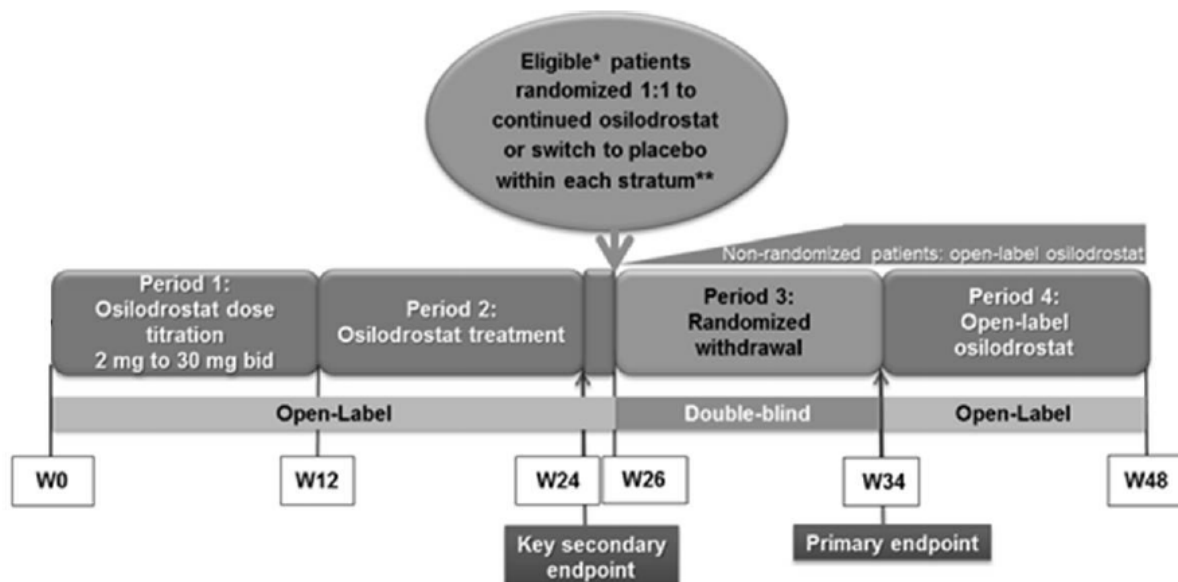 Eligible* patients
randomized 1:1 to
continued osilodrostat
or switch to placebo
within each stratum**
Non-randomized patients: open-label osilodrostat
Period 1:
Osilodrostat dose
titration
2 mg to 30 mg bid
Period 2:
Osilodrostat treatment
Period 3:
Randomized
withdrawal
Period 4:
Open-label
osilodrostat
Open-Label
Double-blind
Open-Label
W0
W12
W24
W26
W34
W48
Key secondary
endpoint
Primary endpoint